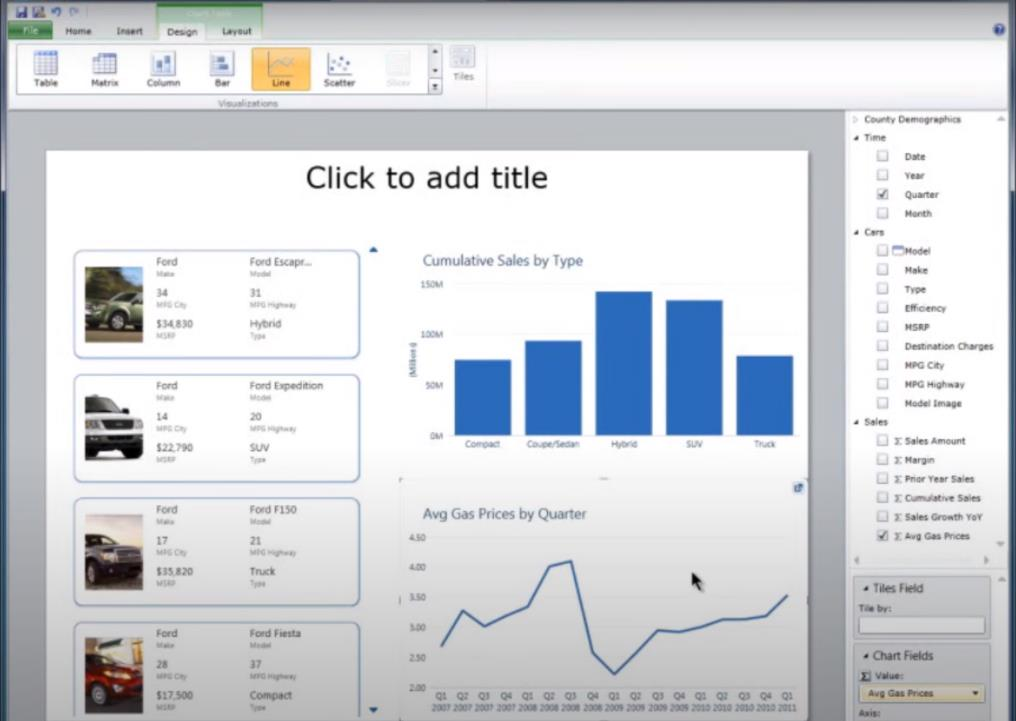 Chart Tools
File Home Insert Design Layout
Table Matrix Column Bar Line Scatter Slicer Tiles
Visualizations
Click to add title
Ford Ford Escapr...
Make Model
34 31
MPG City MPG Highway
$34,830 Hybrid
MSRP Type
Ford Ford Expedition
Make Model
14 20
MPG City MPG Highway
$22,790 SUV
MSRP Type
Ford Ford F150
Make Model
17 21
MPG City MPG Highway
$35,820 Truck
MSRP Type
Ford Ford Fiesta
Make Model
28 37
MPG City MPG Highway
$17,500 Compact
MSRP Type
Cumulative Sales by Type
(Millions)
150M
100M
50M
0M
Compact Coupe/Sedan Hybrid SUV Truck
Avg Gas Prices by Quarter
4.50
4.00
3.50
3.00
2.50
2.00
Q1 Q2 Q3 Q4 Q1 Q2 Q3 Q4 Q1 Q2 Q3 Q4 Q1 Q2 Q3 Q4 Q1
2007 2007 2007 2007 2008 2008 2008 2008 2009 2009 2009 2009 2010 2010 2010 2010 2011
County Demographics
Time
Date
Year
Quarter
Month
Cars
Model
Make
Type
Efficiency
MSRP
Destination Charges
MPG City
MPG Highway
Model Image
Sales
Σ Sales Amount
Σ Margin
Σ Prior Year Sales
Σ Cumulative Sales
Σ Sales Growth YoY
Σ Avg Gas Prices
Tiles Field
Tile by:
Chart Fields
Σ Value:
Avg Gas Prices
Axis: